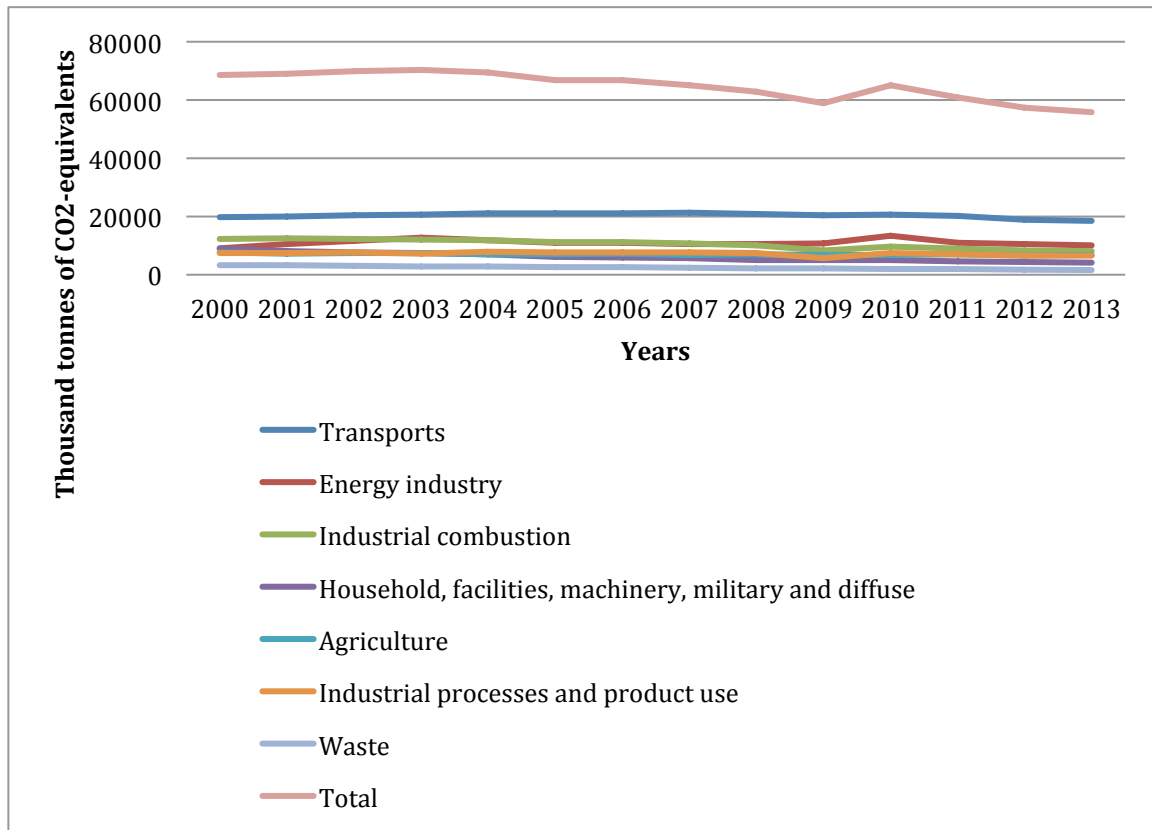 Thousand tonnes of CO2-equivalents
80000
60000
40000
20000
0
2000 2001 2002 2003 2004 2005 2006 2007 2008 2009 2010 2011 2012 2013
Years
Transports
Energy industry
Industrial combustion
Household, facilities, machinery, military and diffuse
Agriculture
Industrial processes and product use
Waste
Total